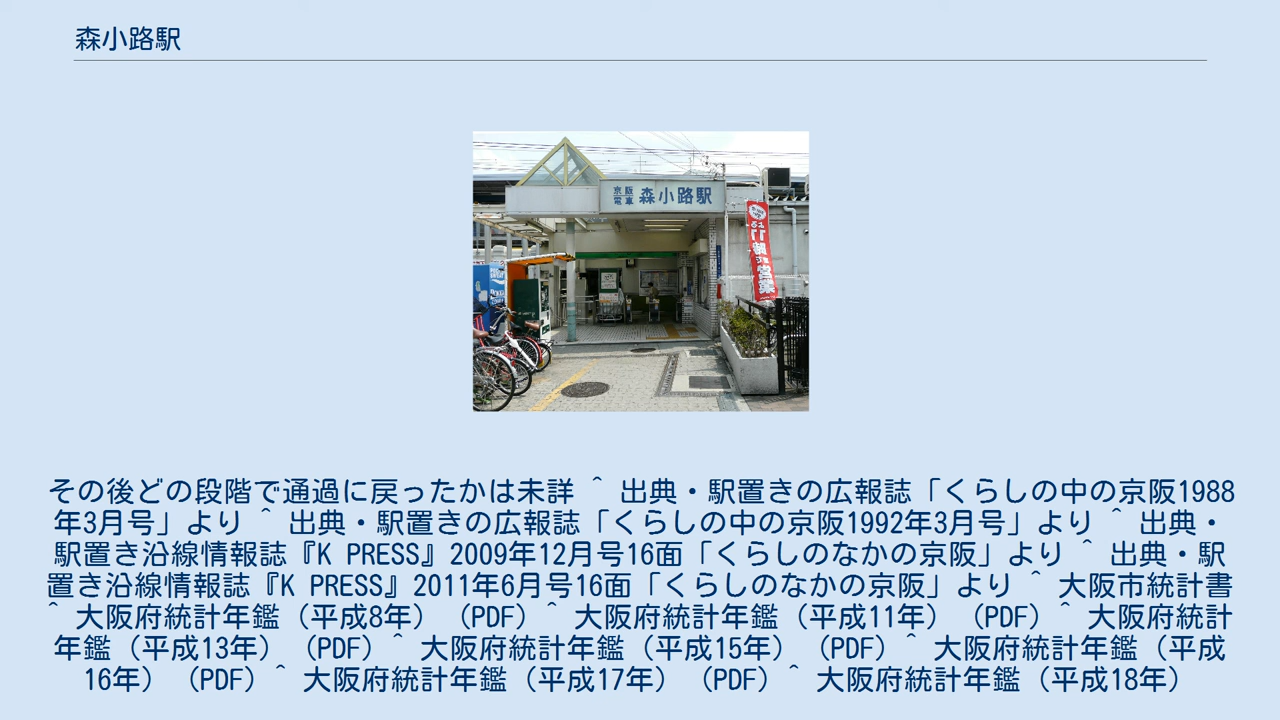 森小路駅
京阪電車 森小路駅
その後どの段階で通過に戻ったかは未詳 ^ 出典・駅置きの広報誌「くらしの中の京阪1988
年3月号」より ^ 出典・駅置きの広報誌「くらしの中の京阪1992年3月号」より ^ 出典・
駅置き沿線情報誌『K PRESS』2009年12月号16面「くらしのなかの京阪」より ^ 出典・駅
置き沿線情報誌『K PRESS』2011年6月号16面「くらしのなかの京阪」より ^ 大阪市統計書
^ 大阪府統計年鑑（平成8年）（PDF）^ 大阪府統計年鑑（平成11年）（PDF）^ 大阪府統計
年鑑（平成13年）（PDF）^ 大阪府統計年鑑（平成15年）（PDF）^ 大阪府統計年鑑（平成
16年）（PDF）^ 大阪府統計年鑑（平成17年）（PDF）^ 大阪府統計年鑑（平成18年）